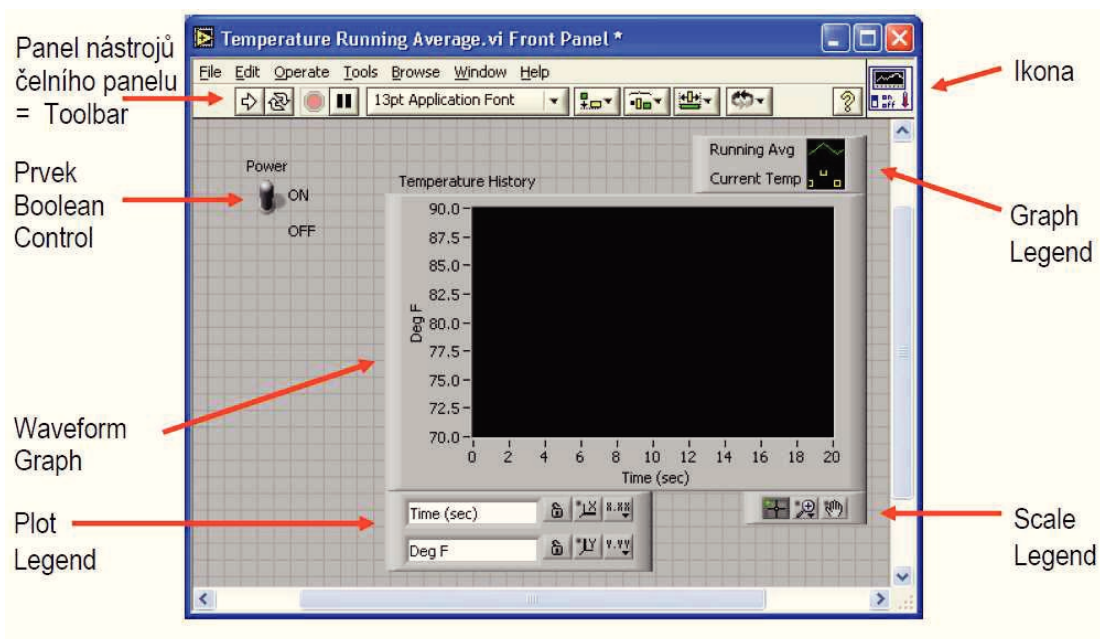 Panel nástrojů
čelního panelu
= Toolbar
Prvek
Boolean
Control
Waveform
Graph
Plot
Legend
Temperature Running Average.vi Front Panel *
File Edit Operate Tools Browse Window Help
13pt Application Font
?
on
off
Power
ON
OFF
Running Avg
Current Temp
Temperature History
90.0
87.5
85.0
82.5
80.0
77.5
75.0
72.5
70.0
Deg F
0 2 4 6 8 10 12 14 16 18 20
Time (sec)
Time (sec) X X.XX
Deg F Y Y.YY
Ikona
Graph
Legend
Scale
Legend